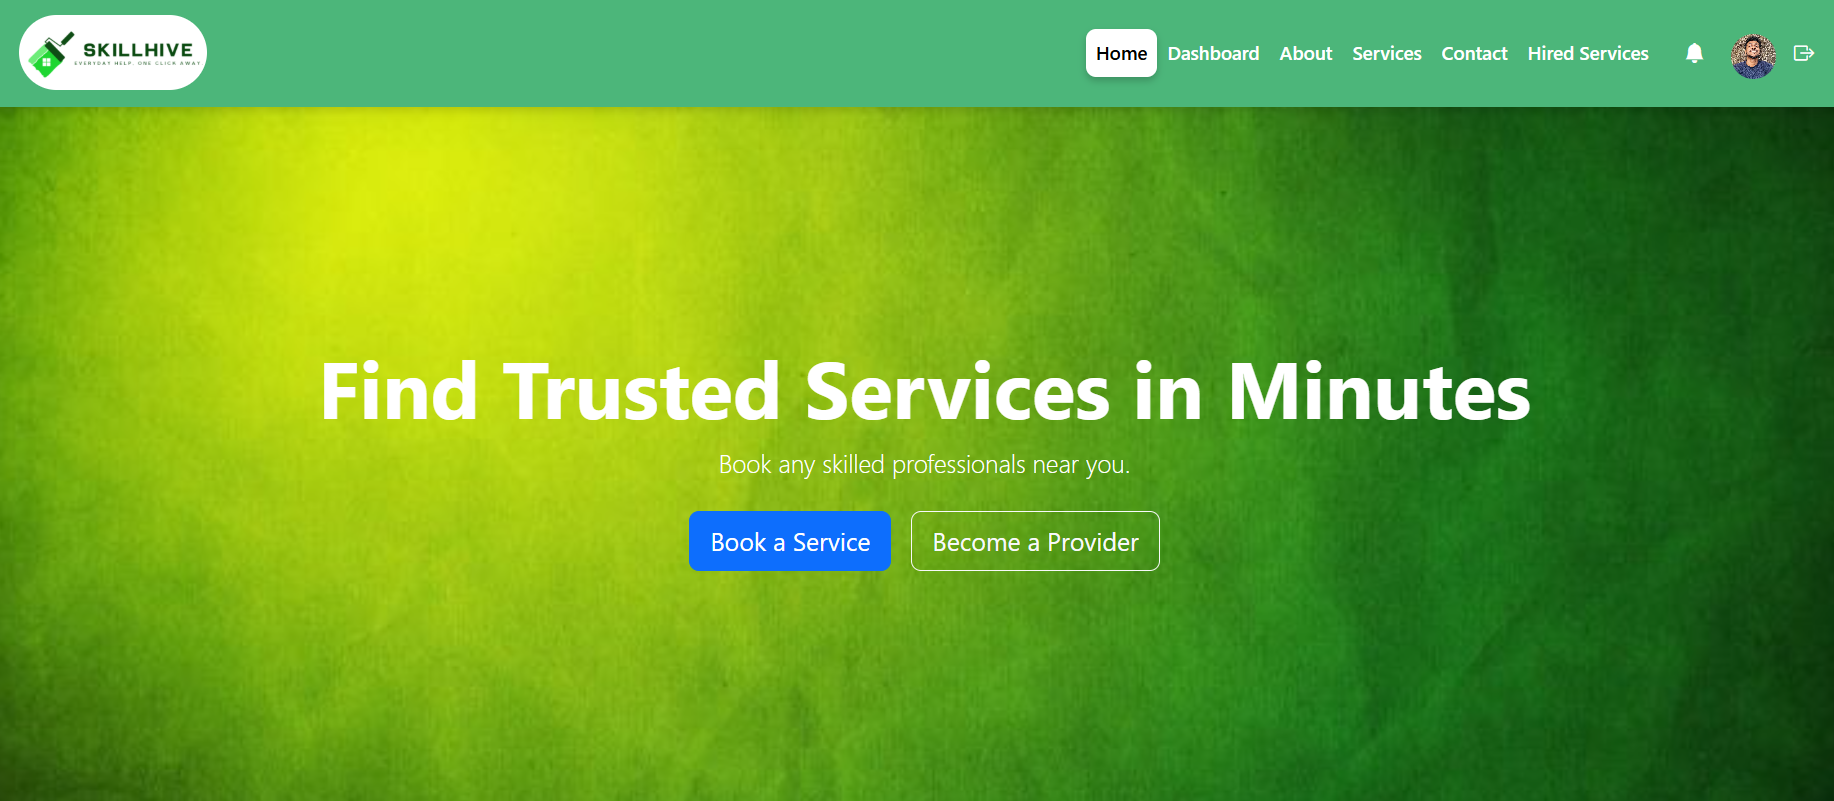 SKILLHIVE
EVERYDAY HELP. ONE CLICK AWAY
Home Dashboard About Services Contact Hired Services
Find Trusted Services in Minutes
Book any skilled professionals near you.
Book a Service Become a Provider